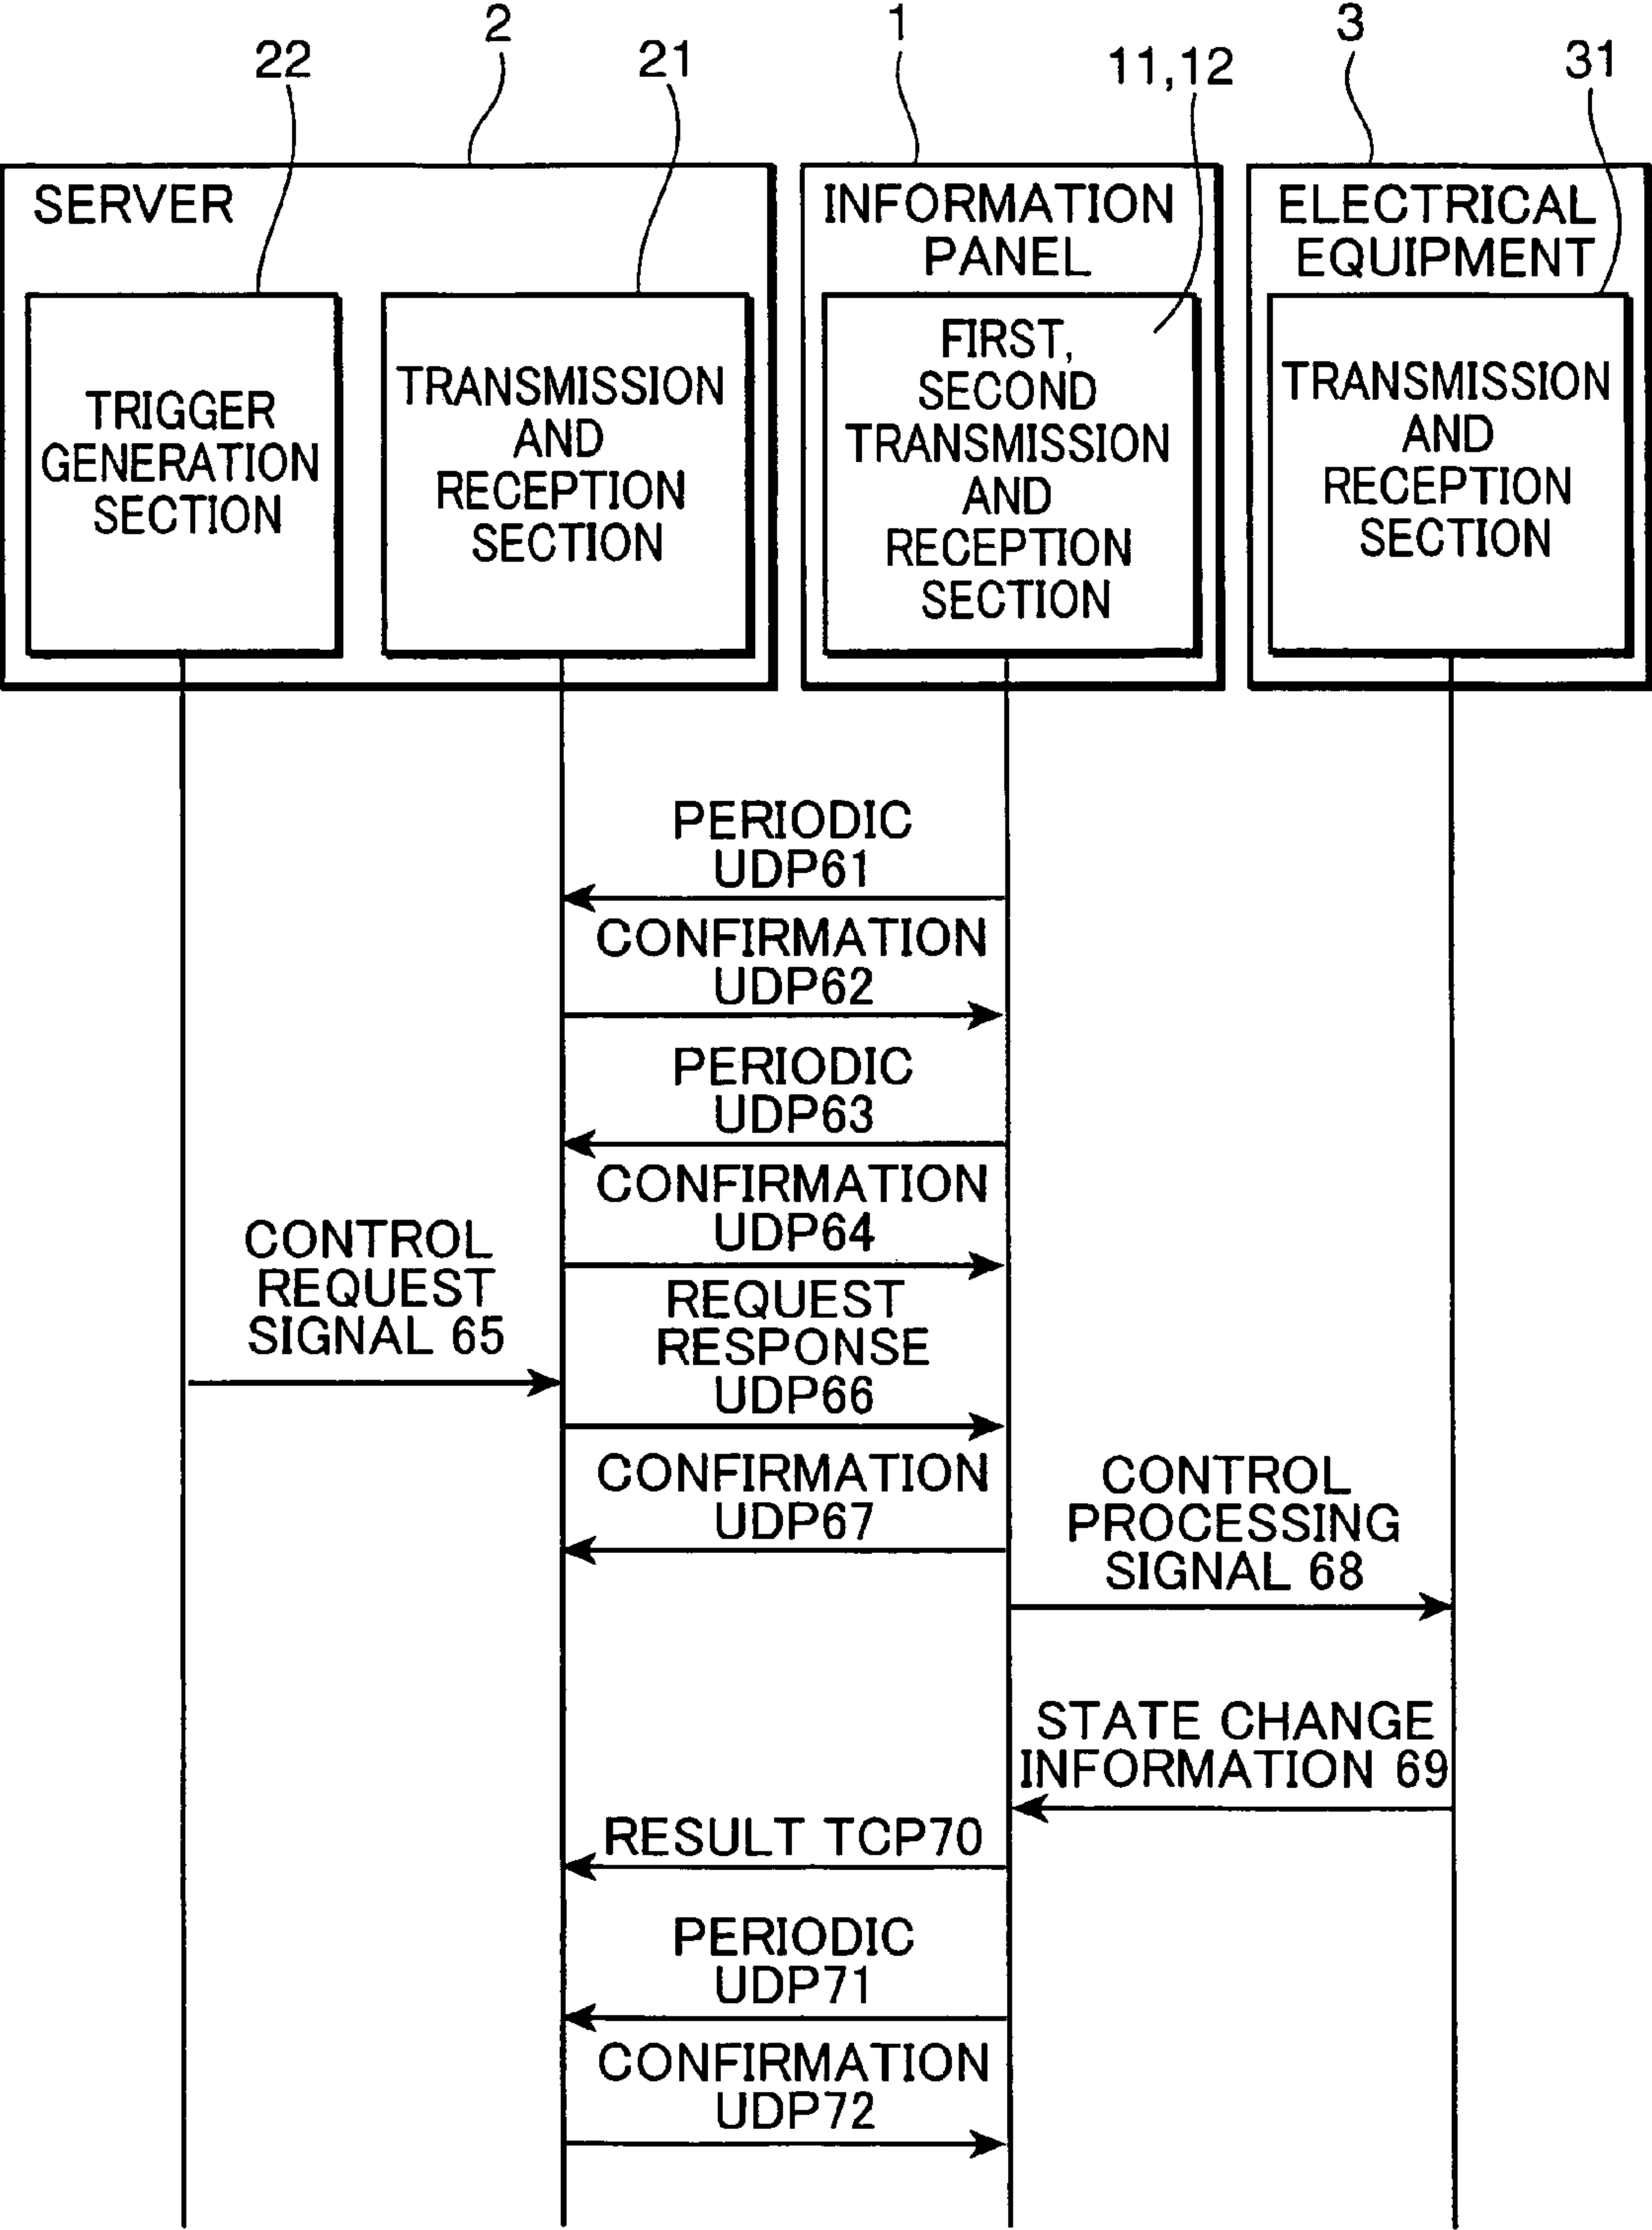 2
1
3
22
21
11,12
31
SERVER
INFORMATION
PANEL
ELECTRICAL
EQUIPMENT
TRIGGER
GENERATION
SECTION
TRANSMISSION
AND
RECEPTION
SECTION
FIRST,
SECOND
TRANSMISSION
AND
RECEPTION
SECTION
TRANSMISSION
AND
RECEPTION
SECTION
PERIODIC
UDP61
CONFIRMATION
UDP62
PERIODIC
UDP63
CONFIRMATION
UDP64
CONTROL
REQUEST
SIGNAL 65
REQUEST
RESPONSE
UDP66
CONFIRMATION
UDP67
CONTROL
PROCESSING
SIGNAL 68
STATE CHANGE
INFORMATION 69
RESULT TCP70
PERIODIC
UDP71
CONFIRMATION
UDP72